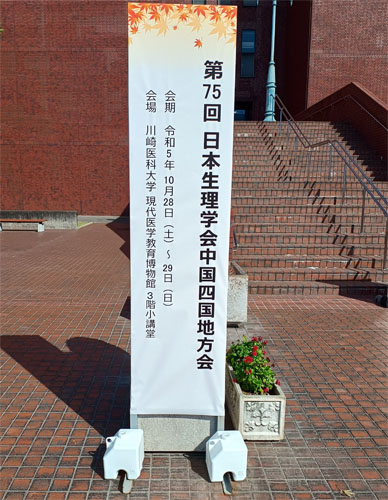 第75回 日本生理学会中国四国地方会
会期 令和5年 10月28日（土）～ 29日（日）
会場 川崎医科大学 現代医学教育博物館 3階小講堂